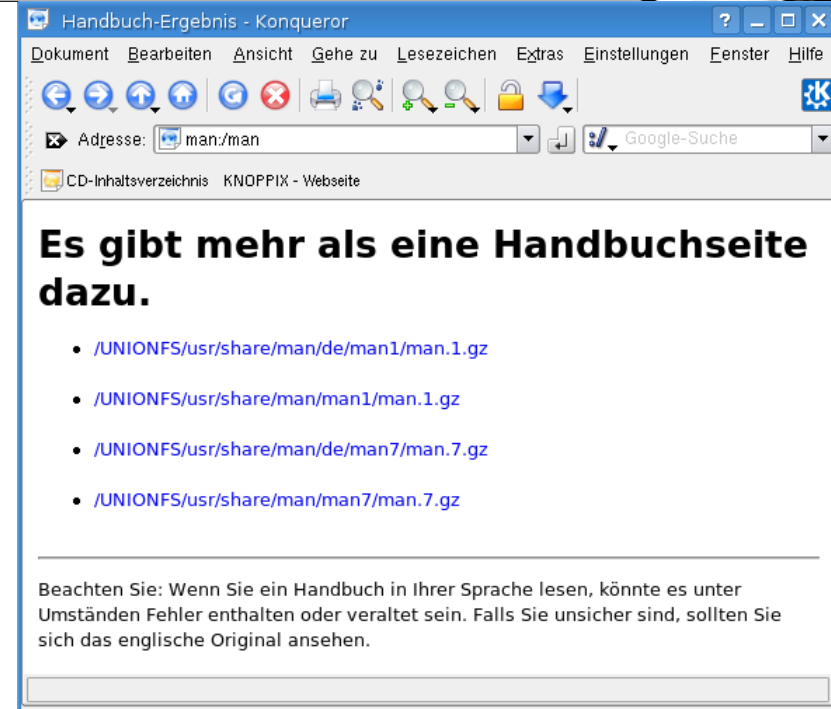 Handbuch-Ergebnis - Konqueror
Dokument Bearbeiten Ansicht Gehe zu Lesezeichen Extras Einstellungen Fenster Hilfe
Adresse: man:/man Google-Suche
CD-Inhaltsverzeichnis KNOPPIX - Webseite
Es gibt mehr als eine Handbuchseite
dazu.
/UNIONFS/usr/share/man/de/man1/man.1.gz
/UNIONFS/usr/share/man/man1/man.1.gz
/UNIONFS/usr/share/man/de/man7/man.7.gz
/UNIONFS/usr/share/man/man7/man.7.gz
Beachten Sie: Wenn Sie ein Handbuch in Ihrer Sprache lesen, könnte es unter
Umständen Fehler enthalten oder veraltet sein. Falls Sie unsicher sind, sollten Sie
sich das englische Original ansehen.